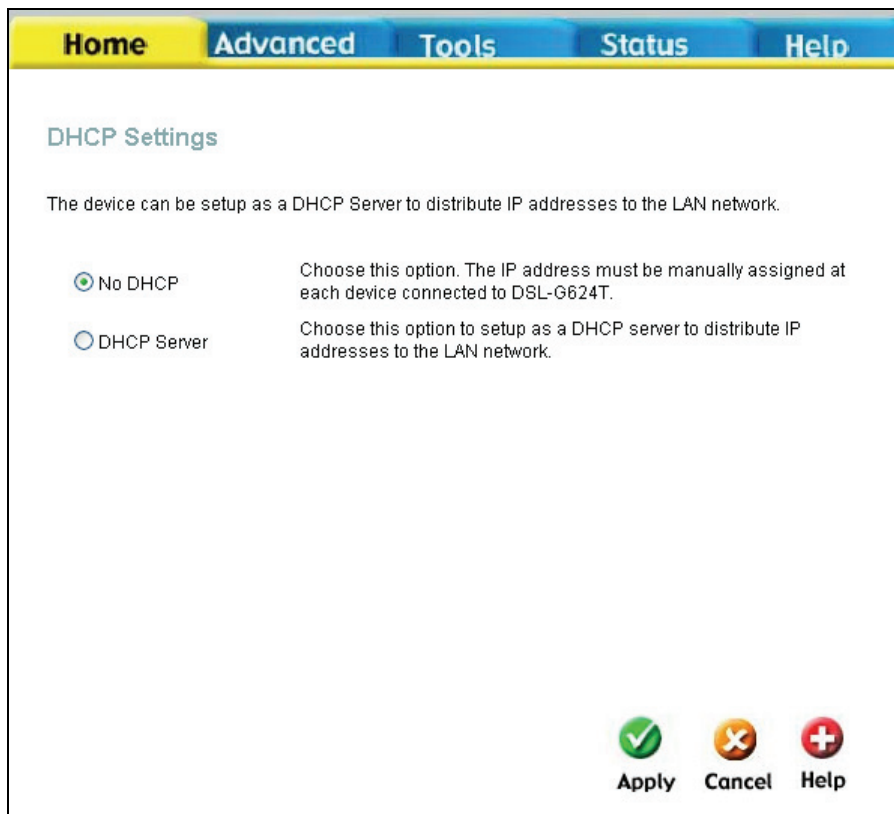 Home Advanced Tools Status Help
DHCP Settings
The device can be setup as a DHCP Server to distribute IP addresses to the LAN network.
No DHCP
Choose this option. The IP address must be manually assigned at
each device connected to DSL-G624T.
DHCP Server
Choose this option to setup as a DHCP server to distribute IP
addresses to the LAN network.
Apply Cancel Help